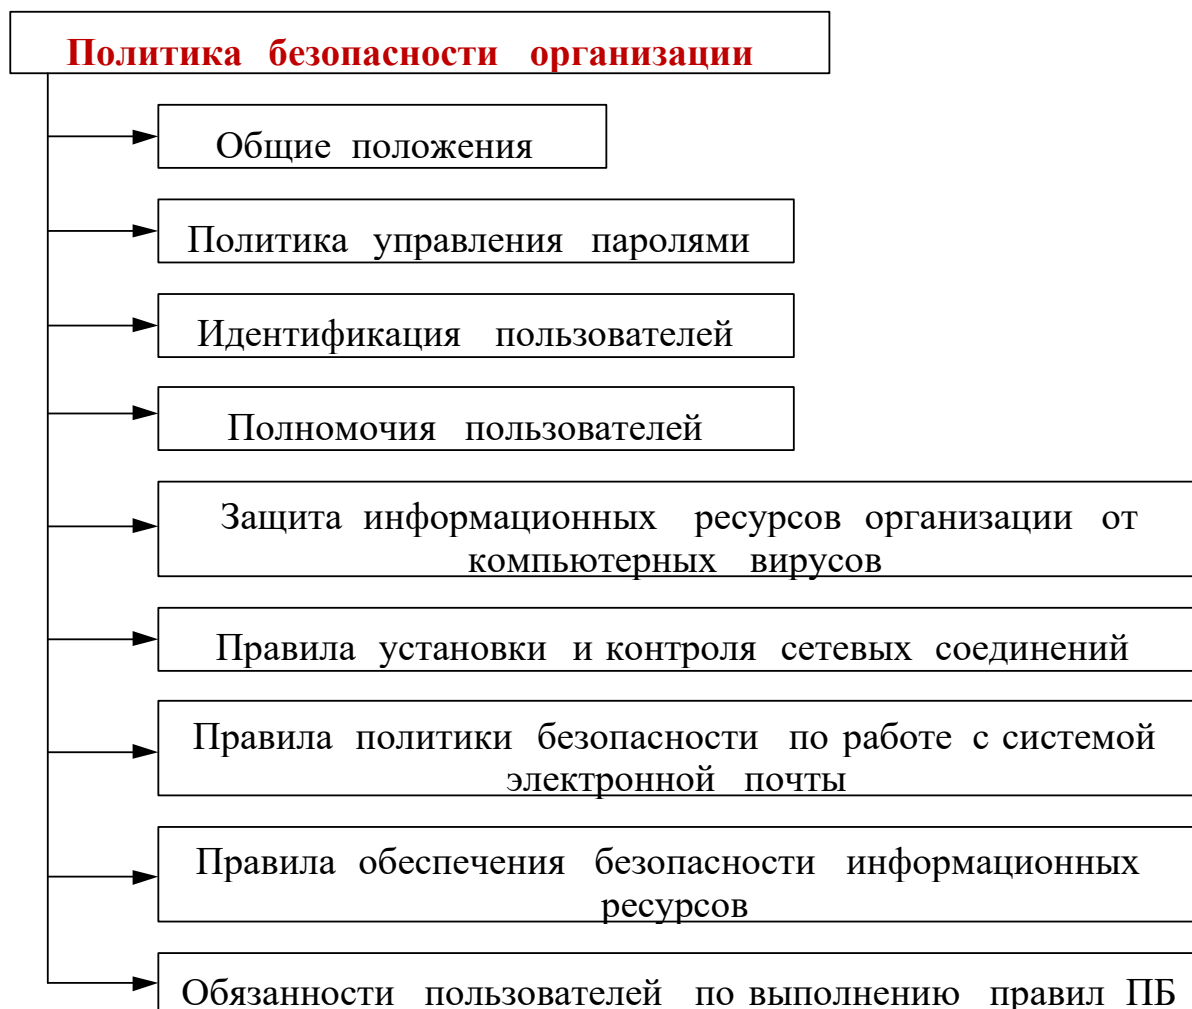 Политика безопасности организации
Общие положения
Политика управления паролями
Идентификация пользователей
Полномочия пользователей
Защита информационных ресурсов организации от
компьютерных вирусов
Правила установки и контроля сетевых соединений
Правила политики безопасности по работе с системой
электронной почты
Правила обеспечения безопасности информационных
ресурсов
Обязанности пользователей по выполнению правил ПБ